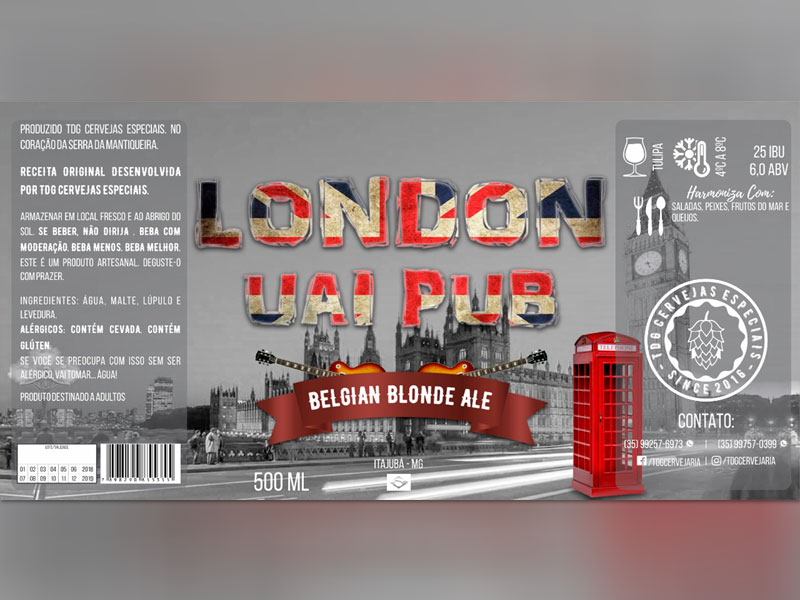 PRODUZIDO TDG CERVEJAS ESPECIAIS. NO
CORAÇÃO DA SERRA DA MANTIQUEIRA.
RECEITA ORIGINAL DESENVOLVIDA
POR TDG CERVEJAS ESPECIAIS.
ARMAZENAR EM LOCAL FRESCO E AO ABRIGO DO
SOL. SE BEBER, NÃO DIRIJA . BEBA COM
MODERAÇÃO. BEBA MENOS. BEBA MELHOR.
ESTE É UM PRODUTO ARTESANAL. DEGUSTE-O
COM PRAZER.
INGREDIENTES: ÁGUA, MALTE, LÚPULO E
LEVEDURA.
ALÉRGICOS: CONTÉM CEVADA. CONTÉM
GLÚTEN.
SE VOCÊ SE PREOCUPA COM ISSO SEM SER
ALÉRGICO, VAI TOMAR... ÁGUA!
PRODUTO DESTINADO A ADULTOS
01 02 03 04 05 06 2018
07 08 09 10 11 12 2019
LONDON
UAI PUB
BELGIAN BLONDE ALE
ITAJUBÁ - MG
500 ML
TULIPA
4ºC A 8ºC
25 IBU
6,0 ABV
Harmoniza Com:
SALADAS, PEIXES, FRUTOS DO MAR E
QUEIJOS.
TDG CERVEJAS ESPECIAIS
SINCE 2016
TELEPHONE
CONTATO:
(35) 99257-6973 | (35) 99757-0399
/TDGCERVEJARIA | /TDGCERVEJARIA